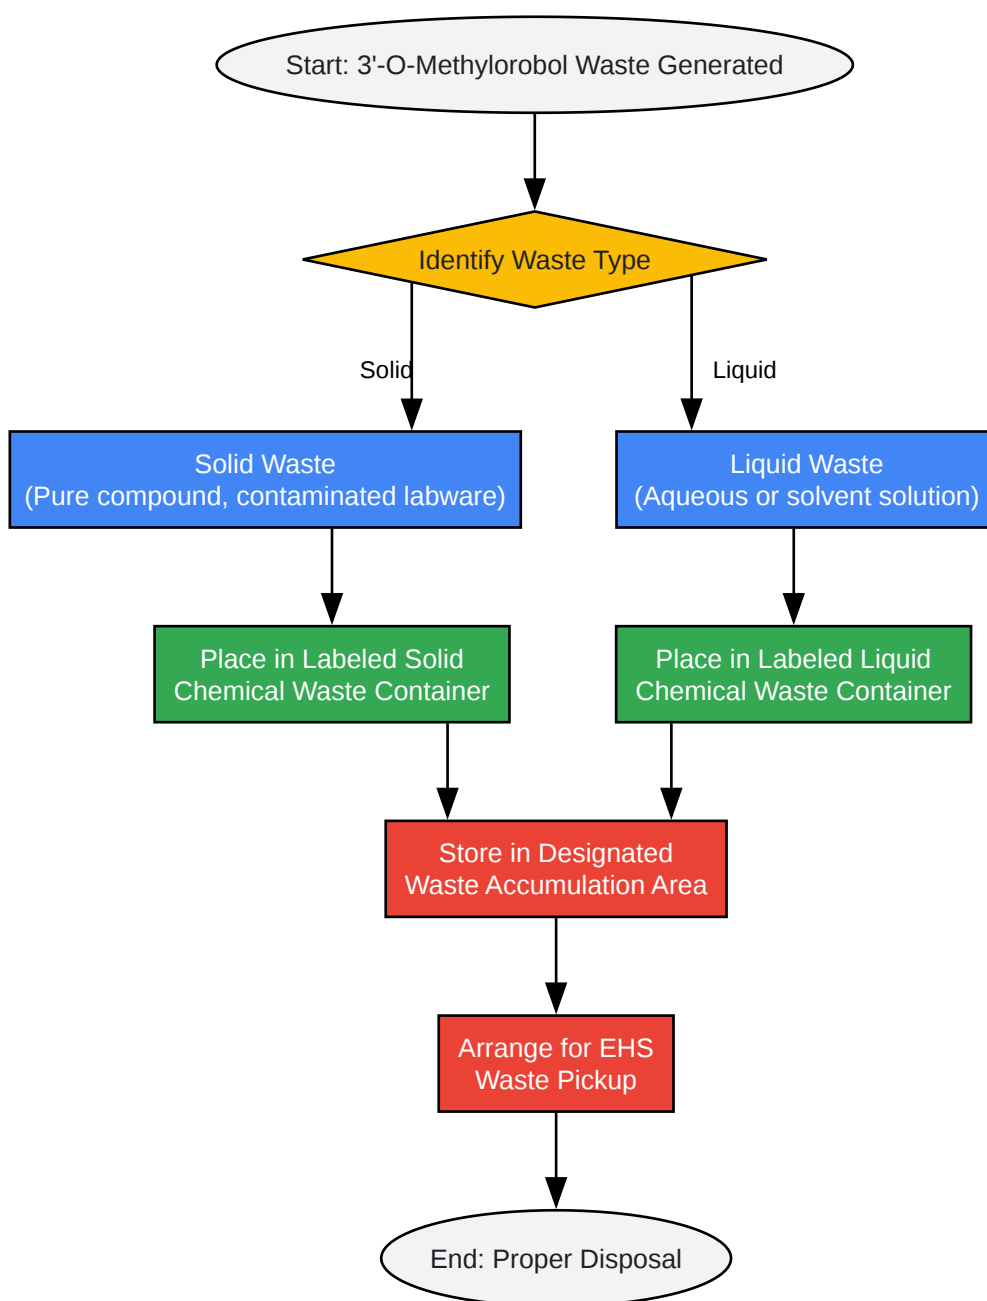 Start: 3'-O-Methylorobol Waste Generated
Identify Waste Type
Solid
Liquid
Solid Waste
(Pure compound, contaminated labware)
Liquid Waste
(Aqueous or solvent solution)
Place in Labeled Solid
Chemical Waste Container
Place in Labeled Liquid
Chemical Waste Container
Store in Designated
Waste Accumulation Area
Arrange for EHS
Waste Pickup
End: Proper Disposal